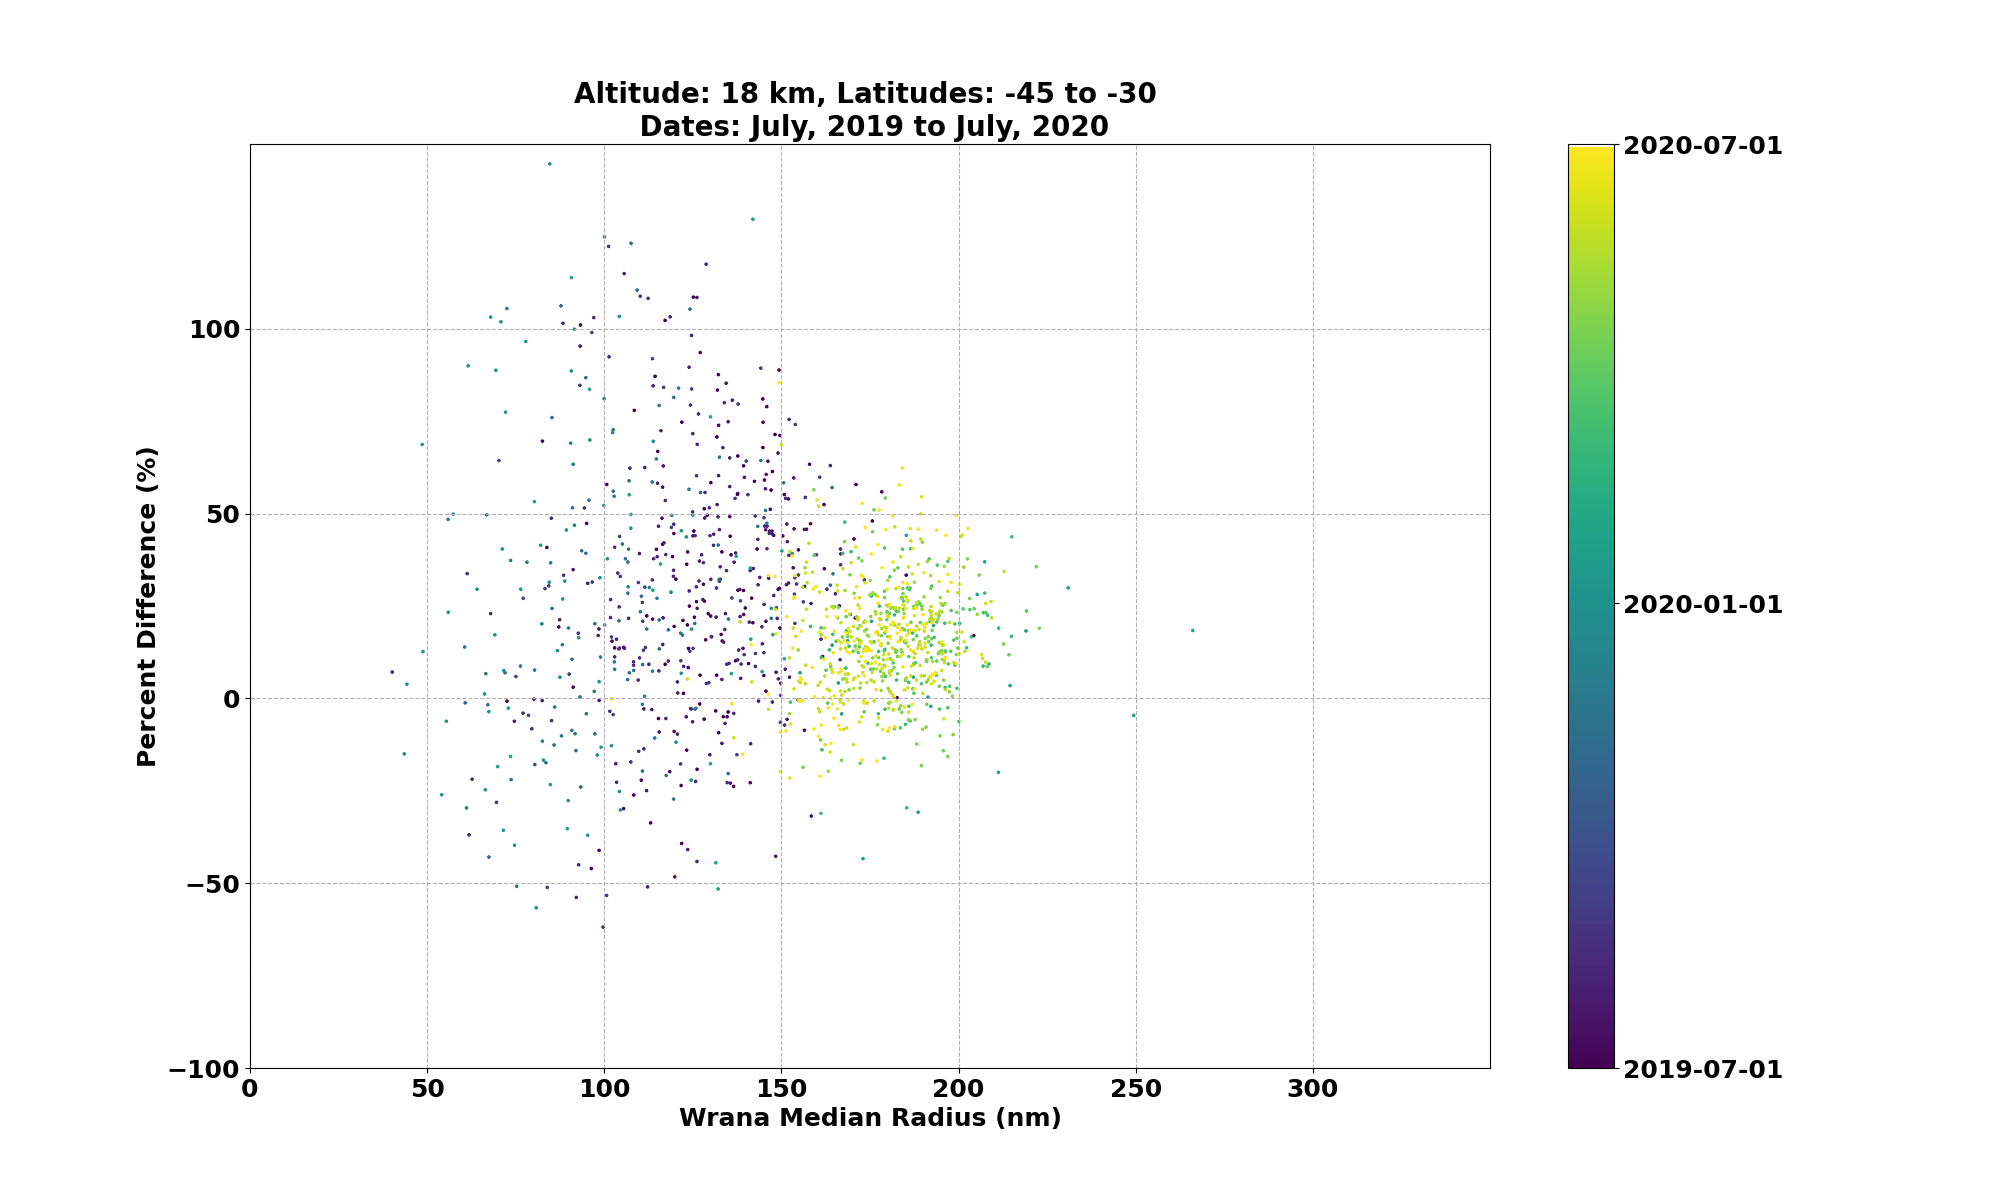 Altitude: 18 km, Latitudes: -45 to -30
Dates: July, 2019 to July, 2020
Percent Difference (%)
100
50
0
−50
−100
0 50 100 150 200 250 300
Wrana Median Radius (nm)
2020-07-01
2020-01-01
2019-07-01